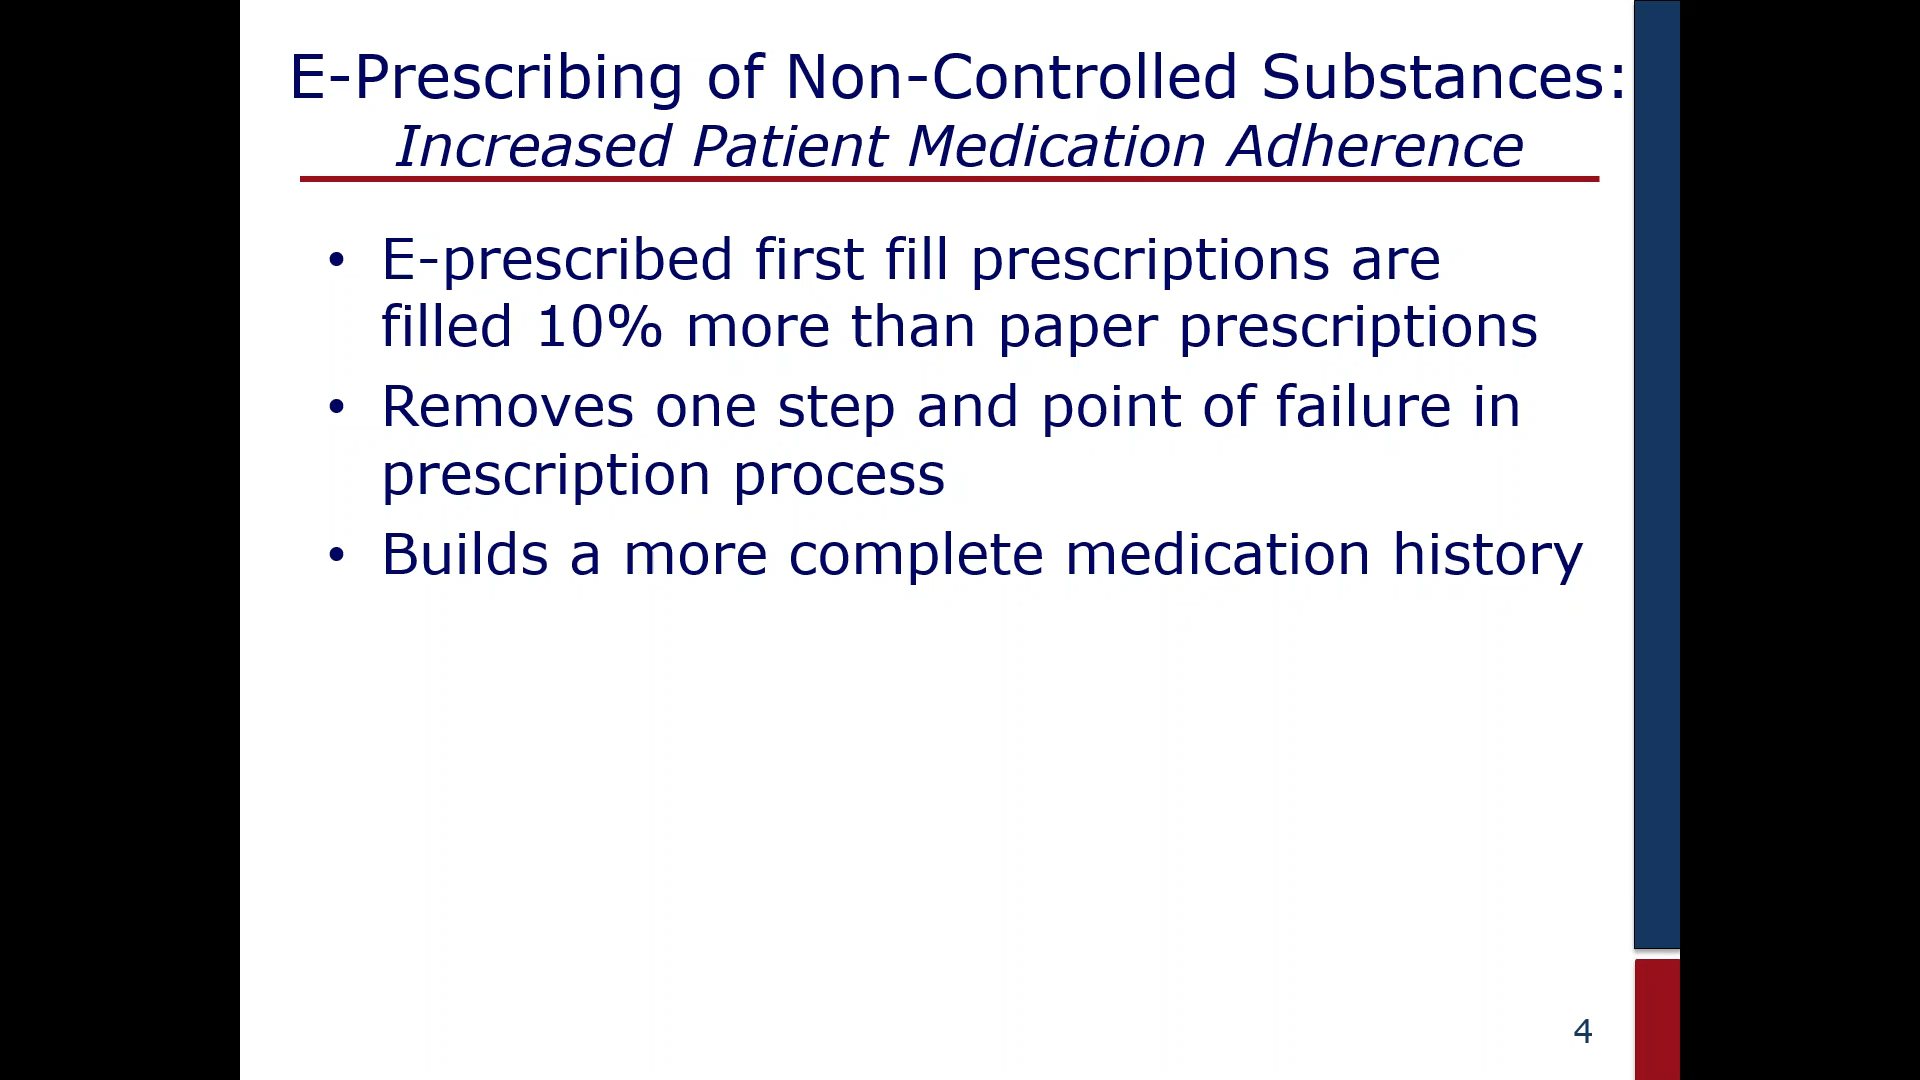 E-Prescribing of Non-Controlled Substances:
Increased Patient Medication Adherence
• E-prescribed first fill prescriptions are
filled 10% more than paper prescriptions
• Removes one step and point of failure in
prescription process
• Builds a more complete medication history
4